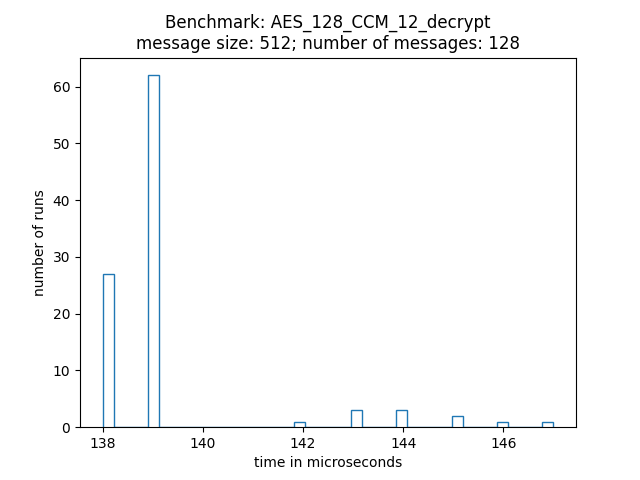 Benchmark: AES_128_CCM_12_decrypt
message size: 512; number of messages: 128
60
50
40
30
20
10
0
number of runs
138 140 142 144 146
time in microseconds